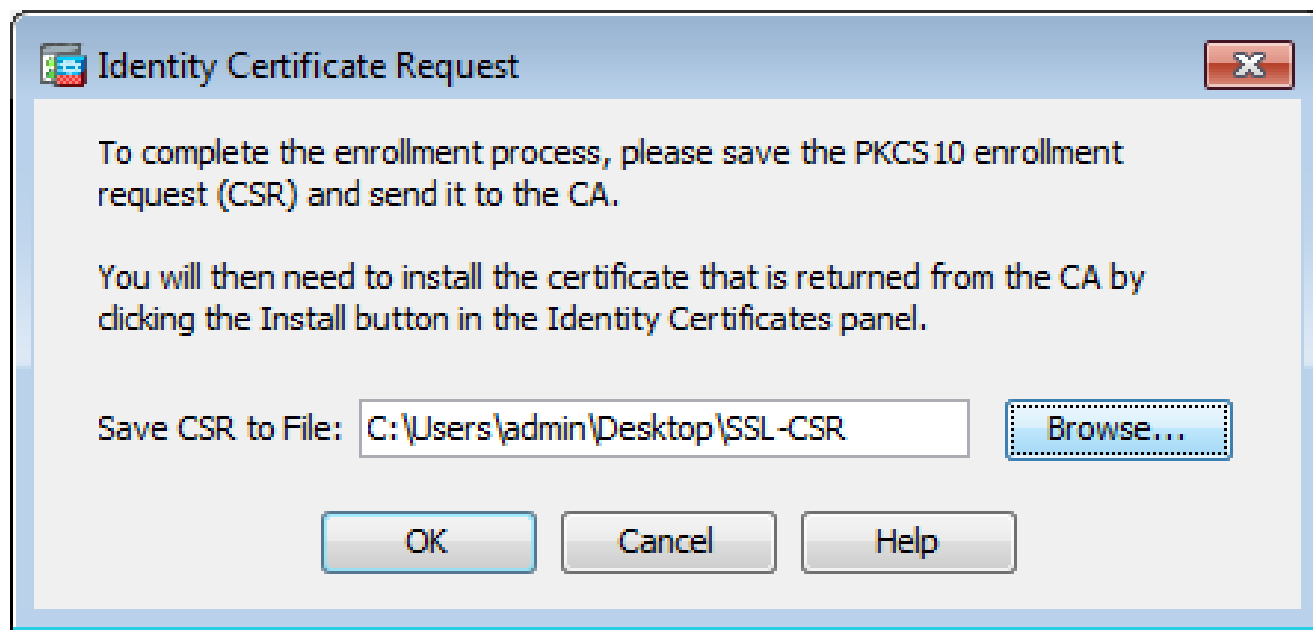 Identity Certificate Request
To complete the enrollment process, please save the PKCS10 enrollment
request (CSR) and send it to the CA.
You will then need to install the certificate that is returned from the CA by
clicking the Install button in the Identity Certificates panel.
Save CSR to File: C:\Users\admin\Desktop\SSL-CSR Browse...
OK Cancel Help